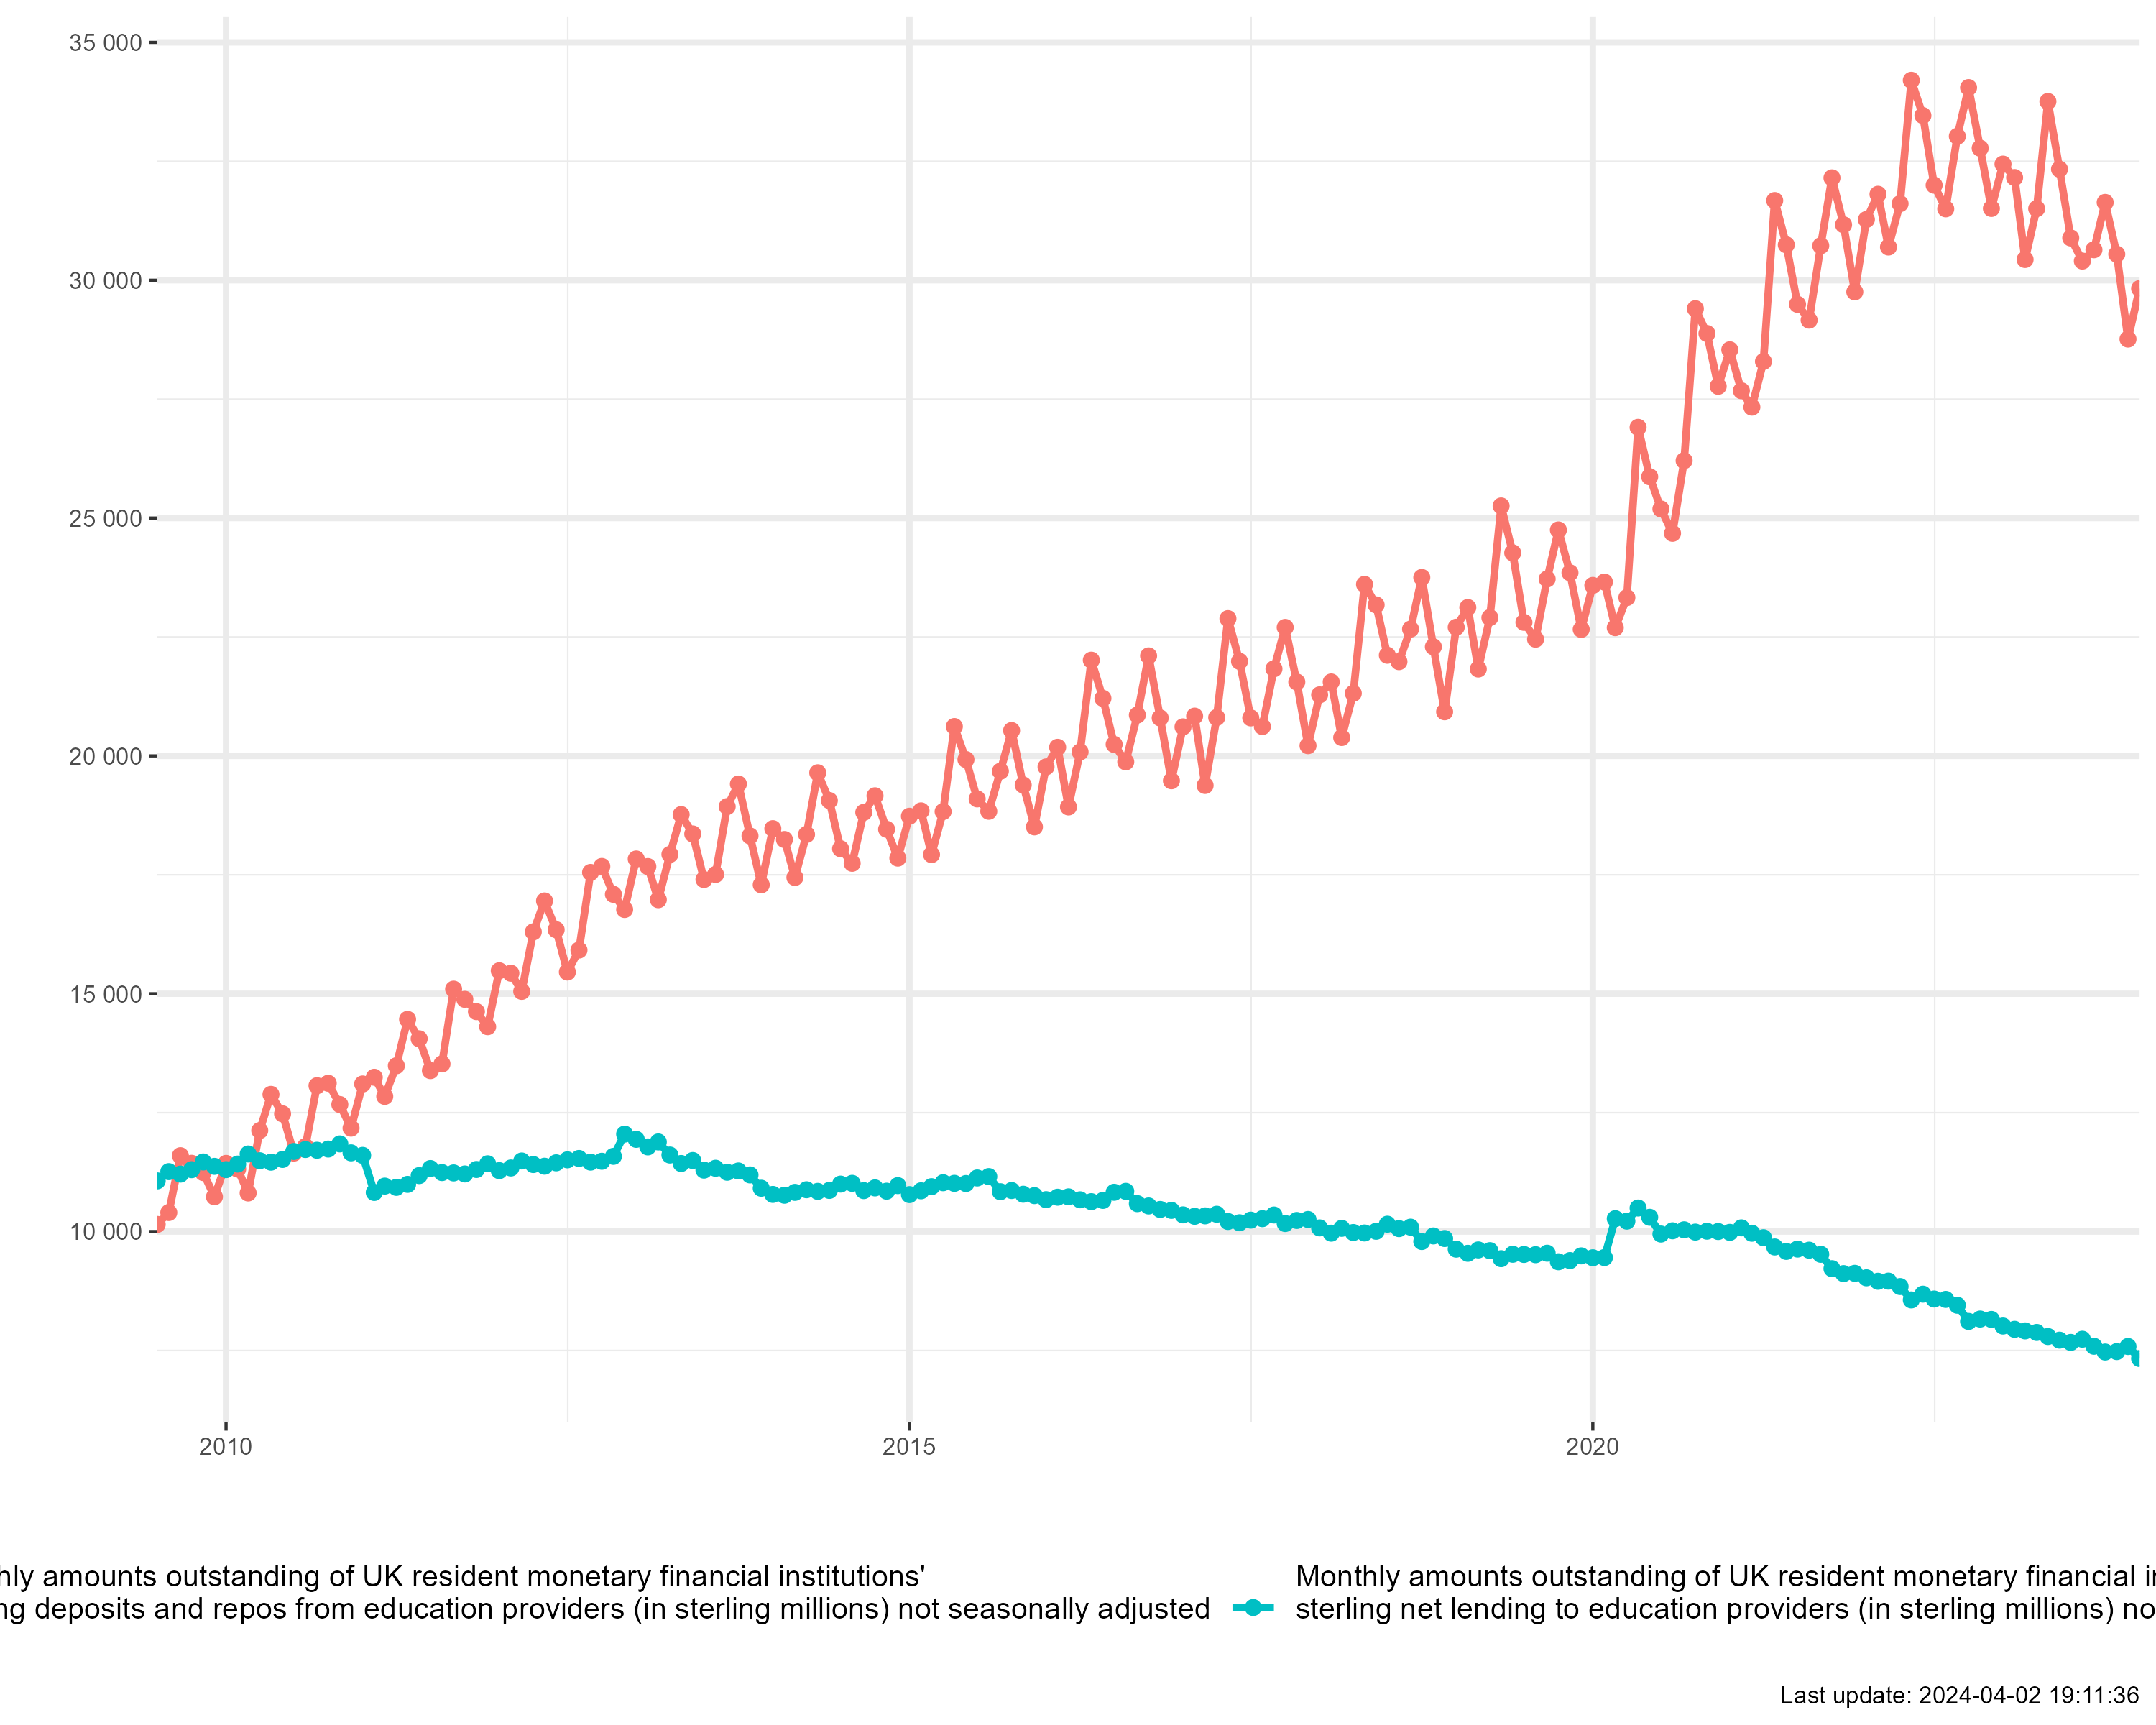 35 000
30 000
25 000
20 000
15 000
10 000
2010
2015
2020
hly amounts outstanding of UK resident monetary financial institutions'
ng deposits and repos from education providers (in sterling millions) not seasonally adjusted
Monthly amounts outstanding of UK resident monetary financial in
sterling net lending to education providers (in sterling millions) no
Last update: 2024-04-02 19:11:36